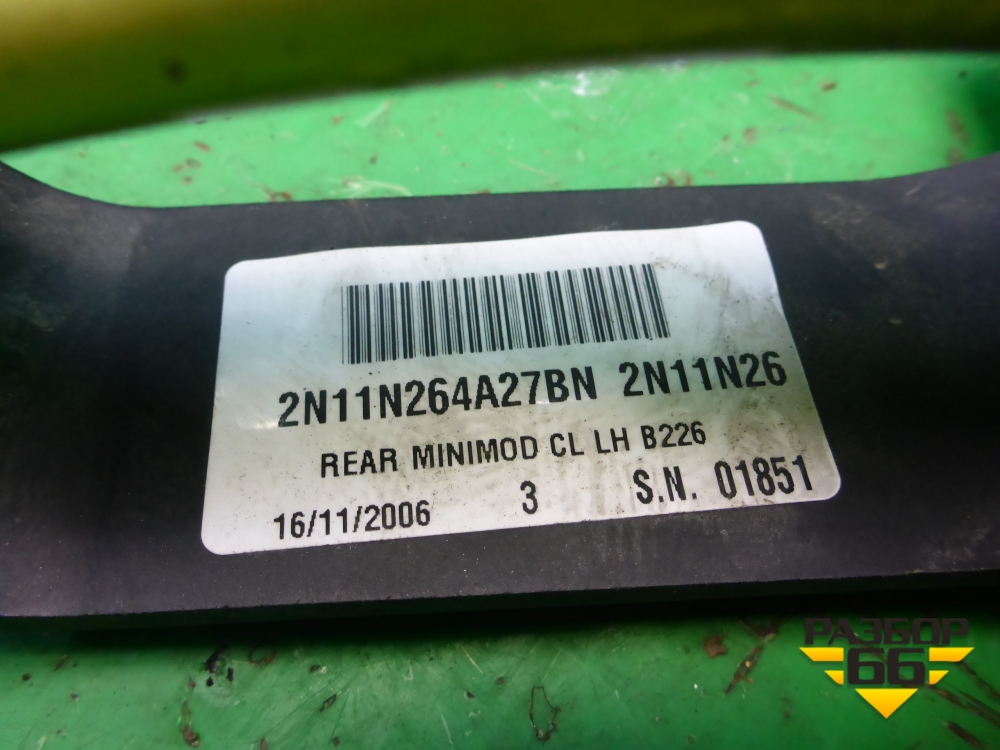 2N11N264A27BN 2N11N26
REAR MINIMOD CL LH B226
16/11/2006 3 S.N. 01851
РАЗБОР
66